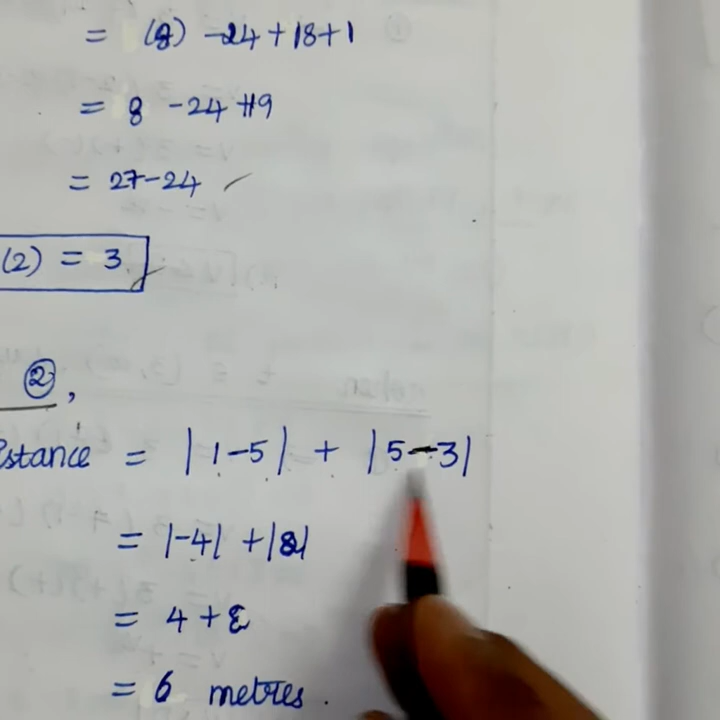 = (8) -24+18+1
= 8 -24 +19
= 27-24
(2) = 3
②,
stance = |1-5| + |5-3|
= |-4| + |2|
= 4+2
= 6 metres.